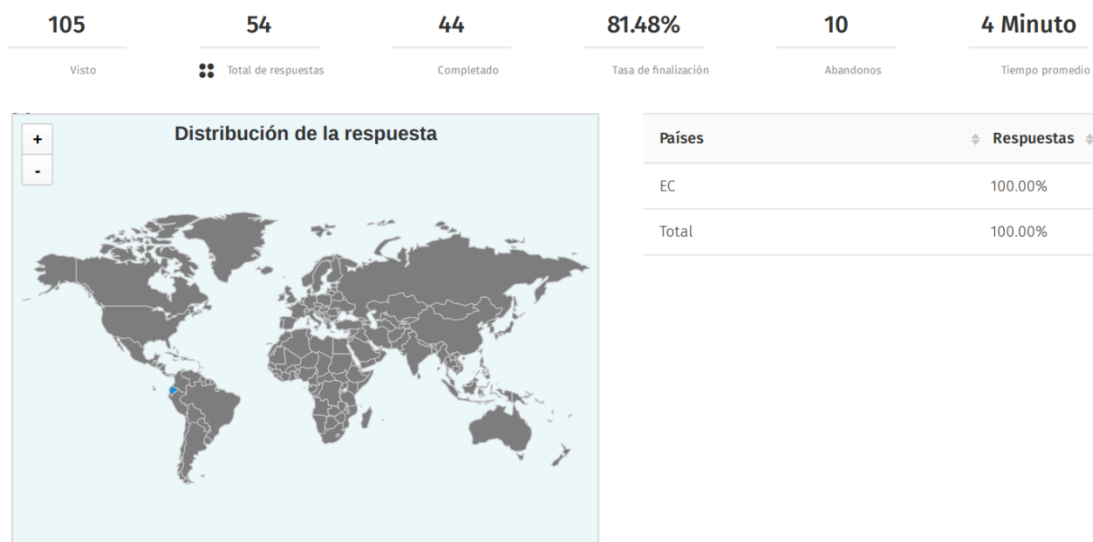 105 54 44 81.48% 10 4 Minuto
Visto Total de respuestas Completado Tasa de finalización Abandonos Tiempo promedio
+
-
Distribución de la respuesta
Países Respuestas
EC 100.00%
Total 100.00%